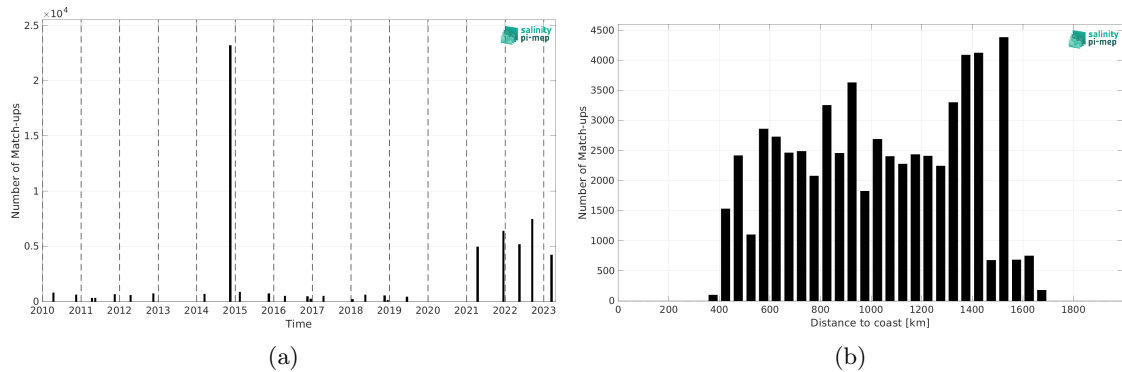 ×10⁴
2.5
2
1.5
1
0.5
0
Number of Match-ups
2010 2011 2012 2013 2014 2015 2016 2017 2018 2019 2020 2021 2022 2023
Time
salinity
pi-mep
(a)
4500
4000
3500
3000
2500
2000
1500
1000
500
0
Number of Match-ups
0 200 400 600 800 1000 1200 1400 1600 1800
Distance to coast [km]
salinity
pi-mep
(b)